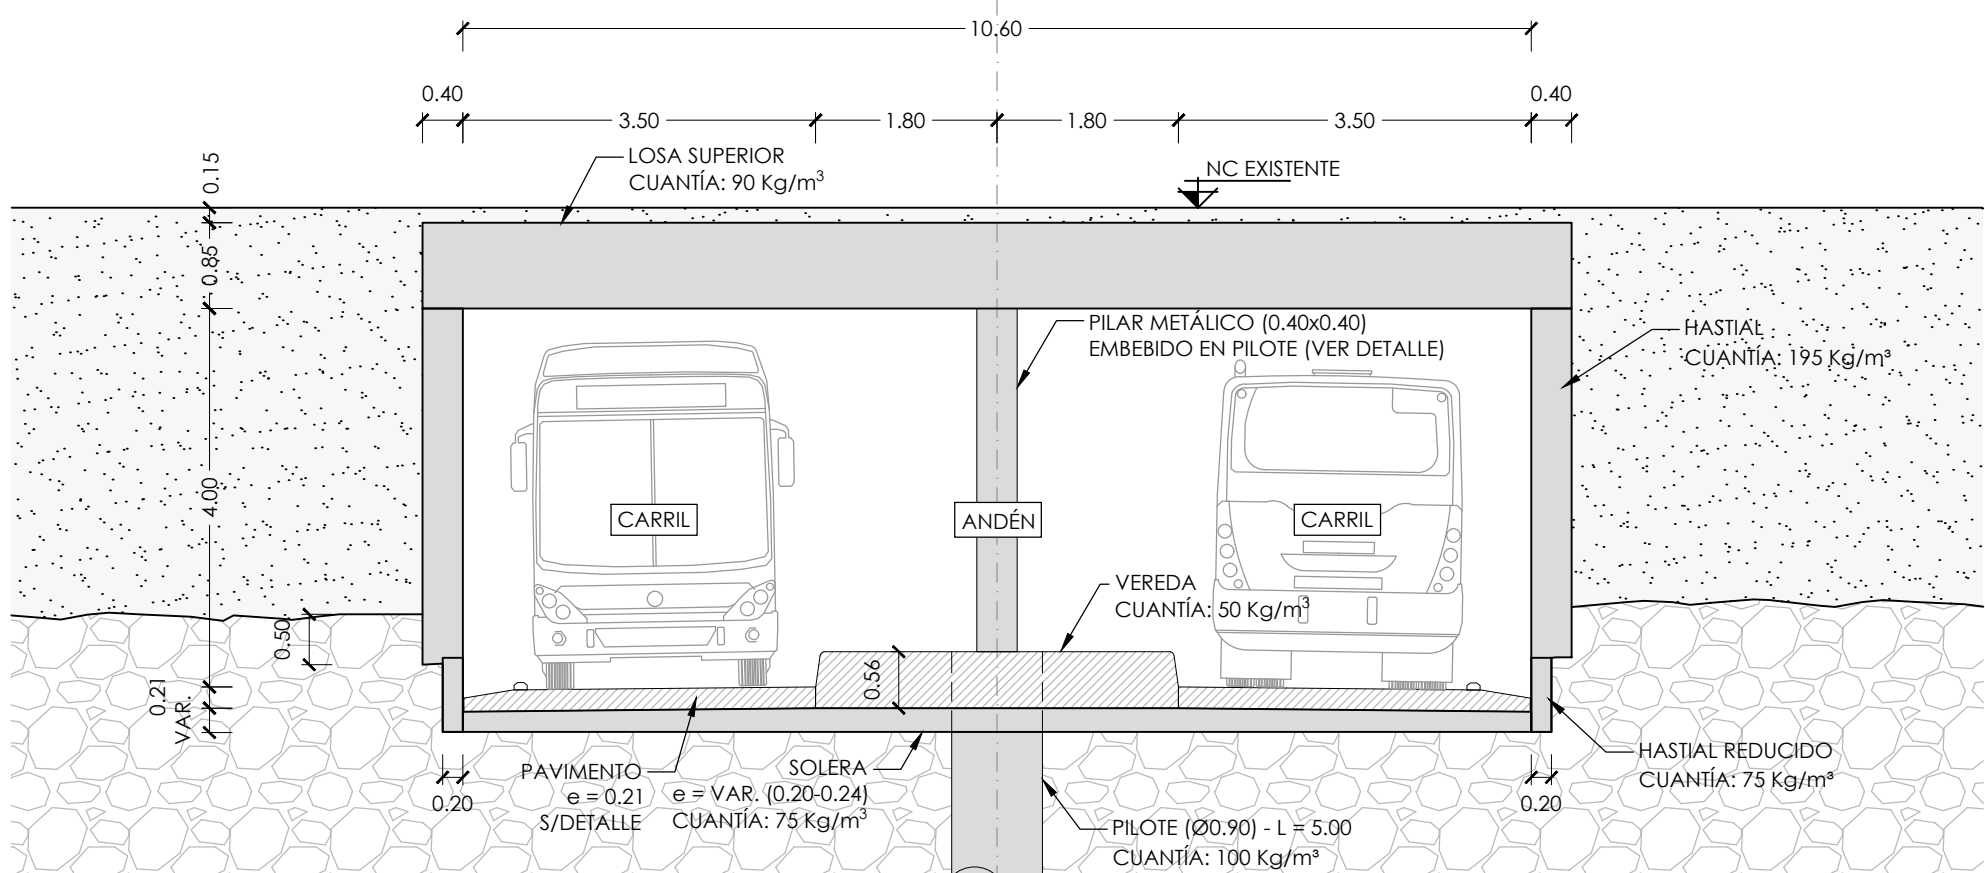 10.60
0.40
0.40
3.50
1.80
1.80
3.50
LOSA SUPERIOR
CUANTÍA: 90 Kg/m³
NC EXISTENTE
0.15
0.85
4.00
0.50
0.21
VAR.
PILAR METÁLICO (0.40x0.40)
EMBEBIDO EN PILOTE (VER DETALLE)
HASTIAL
CUANTÍA: 195 Kg/m³
CARRIL
ANDÉN
CARRIL
VEREDA
CUANTÍA: 50 Kg/m³
0.56
PAVIMENTO
e = 0.21
S/DETALLE
SOLERA
e = VAR. (0.20-0.24)
CUANTÍA: 75 Kg/m³
0.20
HASTIAL REDUCIDO
CUANTÍA: 75 Kg/m³
0.20
PILOTE (Ø0.90) - L = 5.00
CUANTÍA: 100 Kg/m³